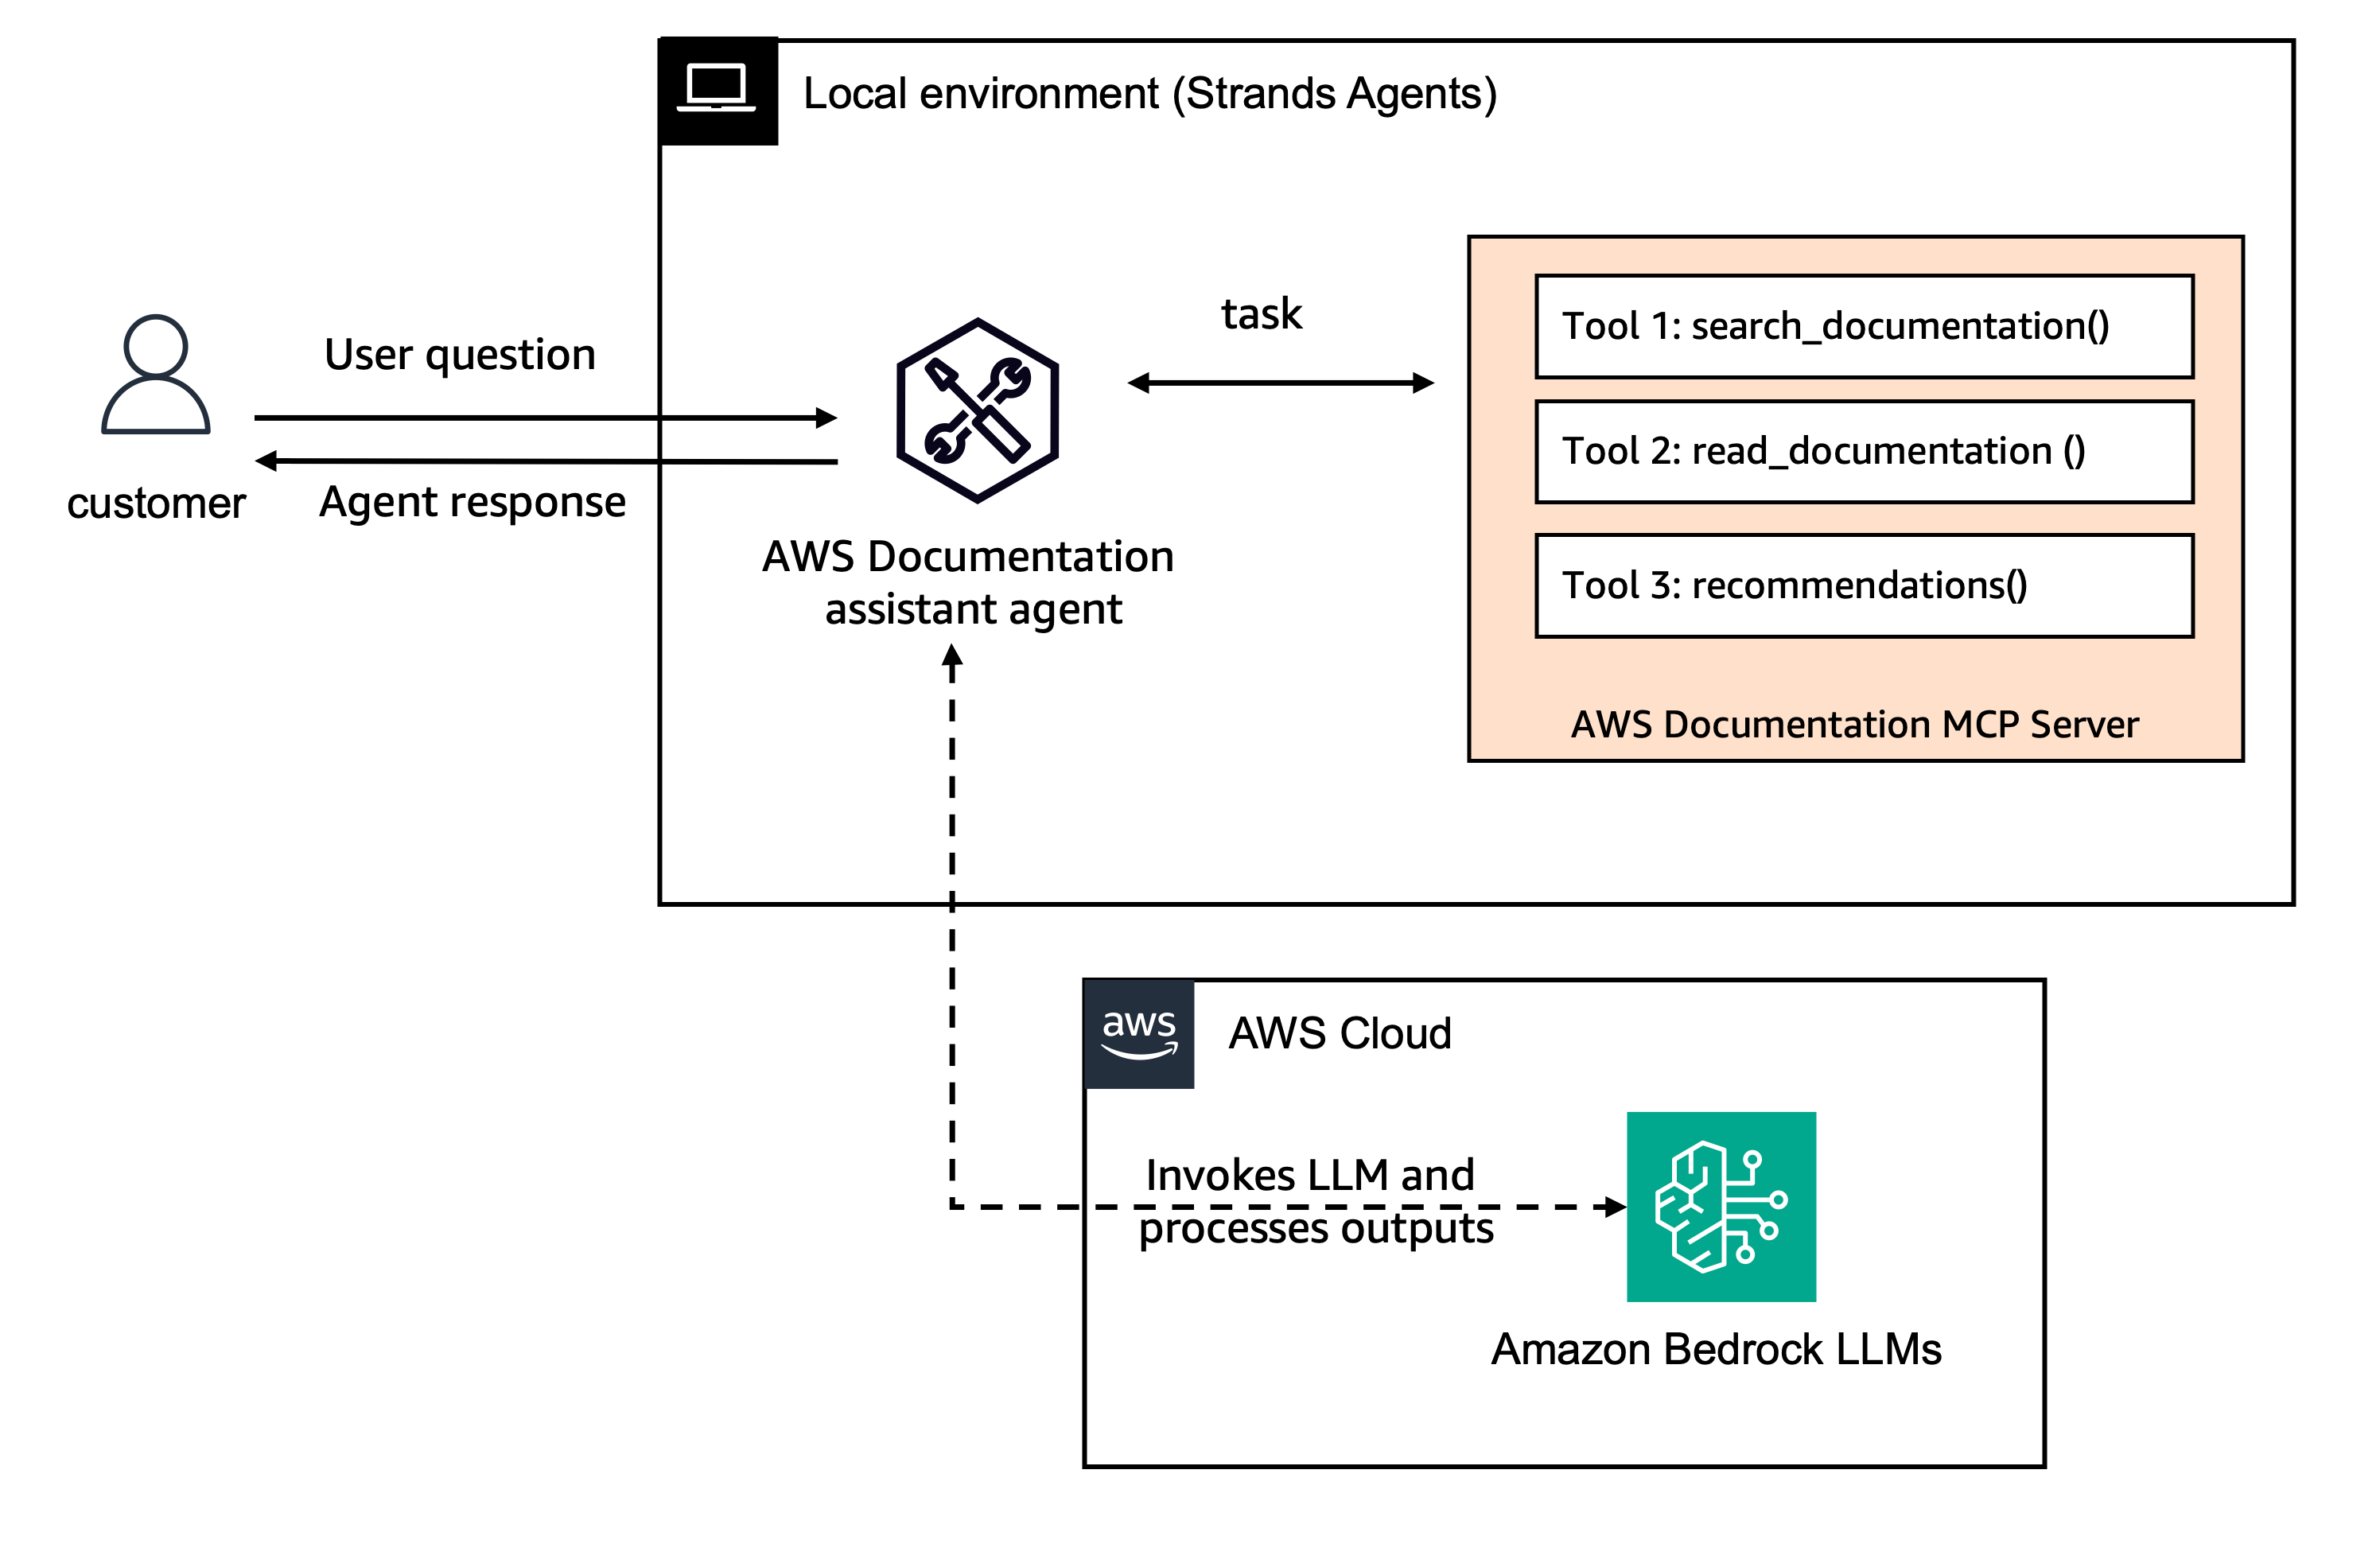 Local environment (Strands Agents)
User question
customer
Agent response
AWS Documentation
assistant agent
task
Tool 1: search_documentation()
Tool 2: read_documentation ()
Tool 3: recommendations()
AWS Documentation MCP Server
aws
AWS Cloud
Invokes LLM and
processes outputs
Amazon Bedrock LLMs